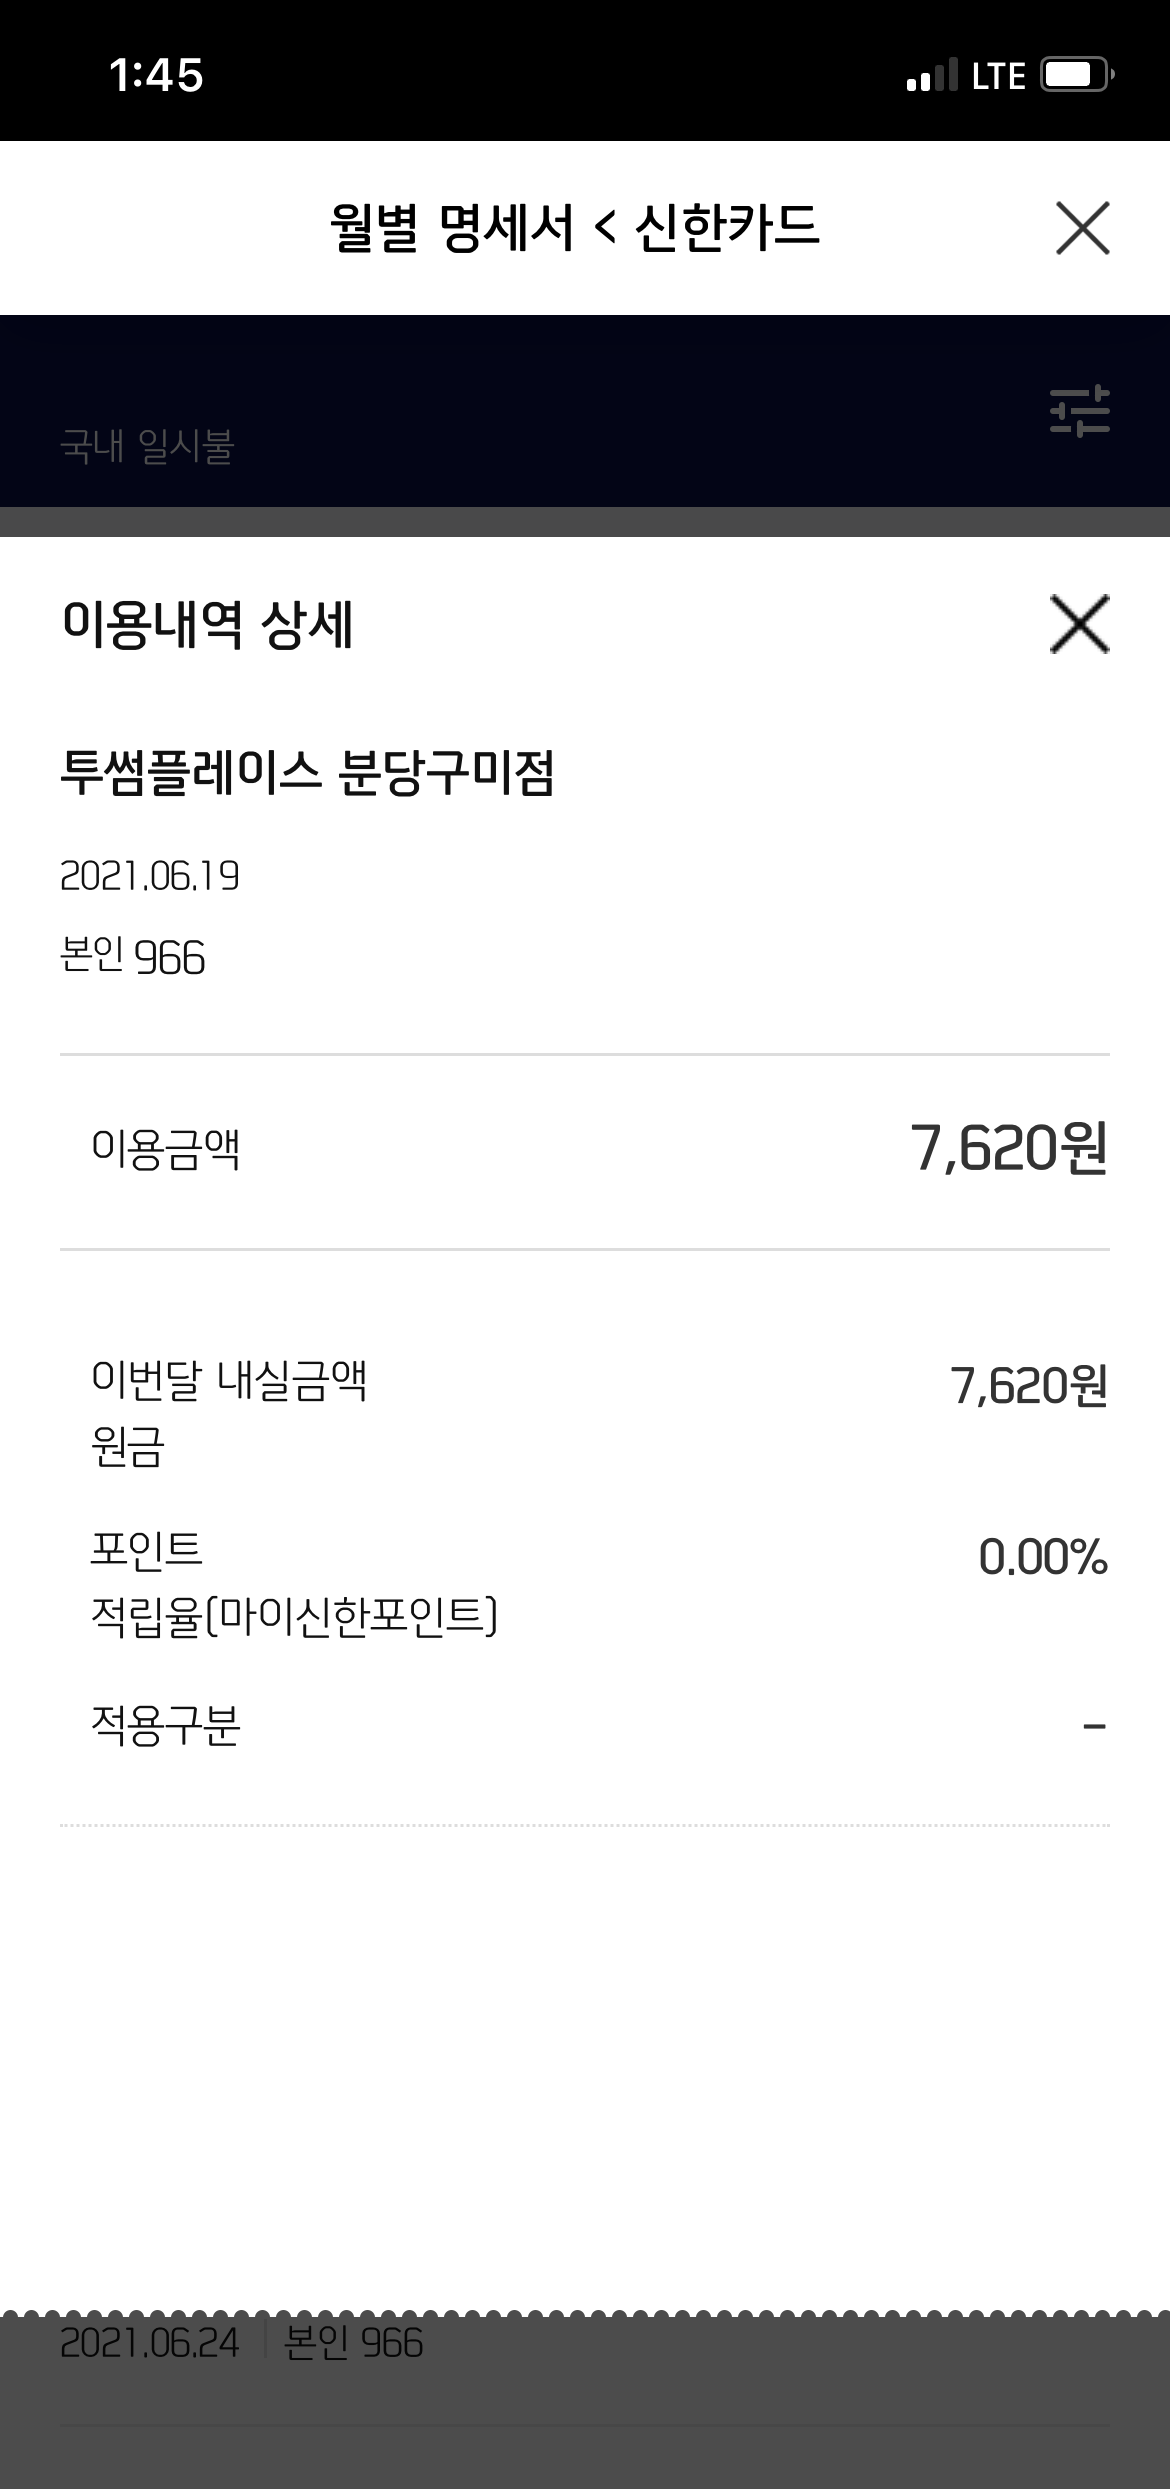 1:45
LTE
월별 명세서 < 신한카드
국내 일시불
이용내역 상세
투썸플레이스 분당구미점
2021.06.19
본인 966
이용금액
7,620원
이번달 내실금액
원금
7,620원
포인트
적립율(마이신한포인트)
0.00%
적용구분
-
2021.06.24 본인 966